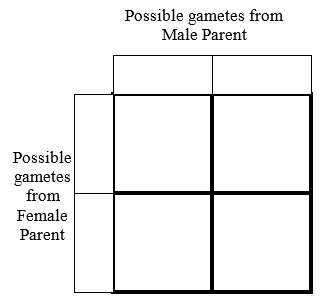 Possible gametes from
Male Parent
Possible
gametes
from
Female
Parent